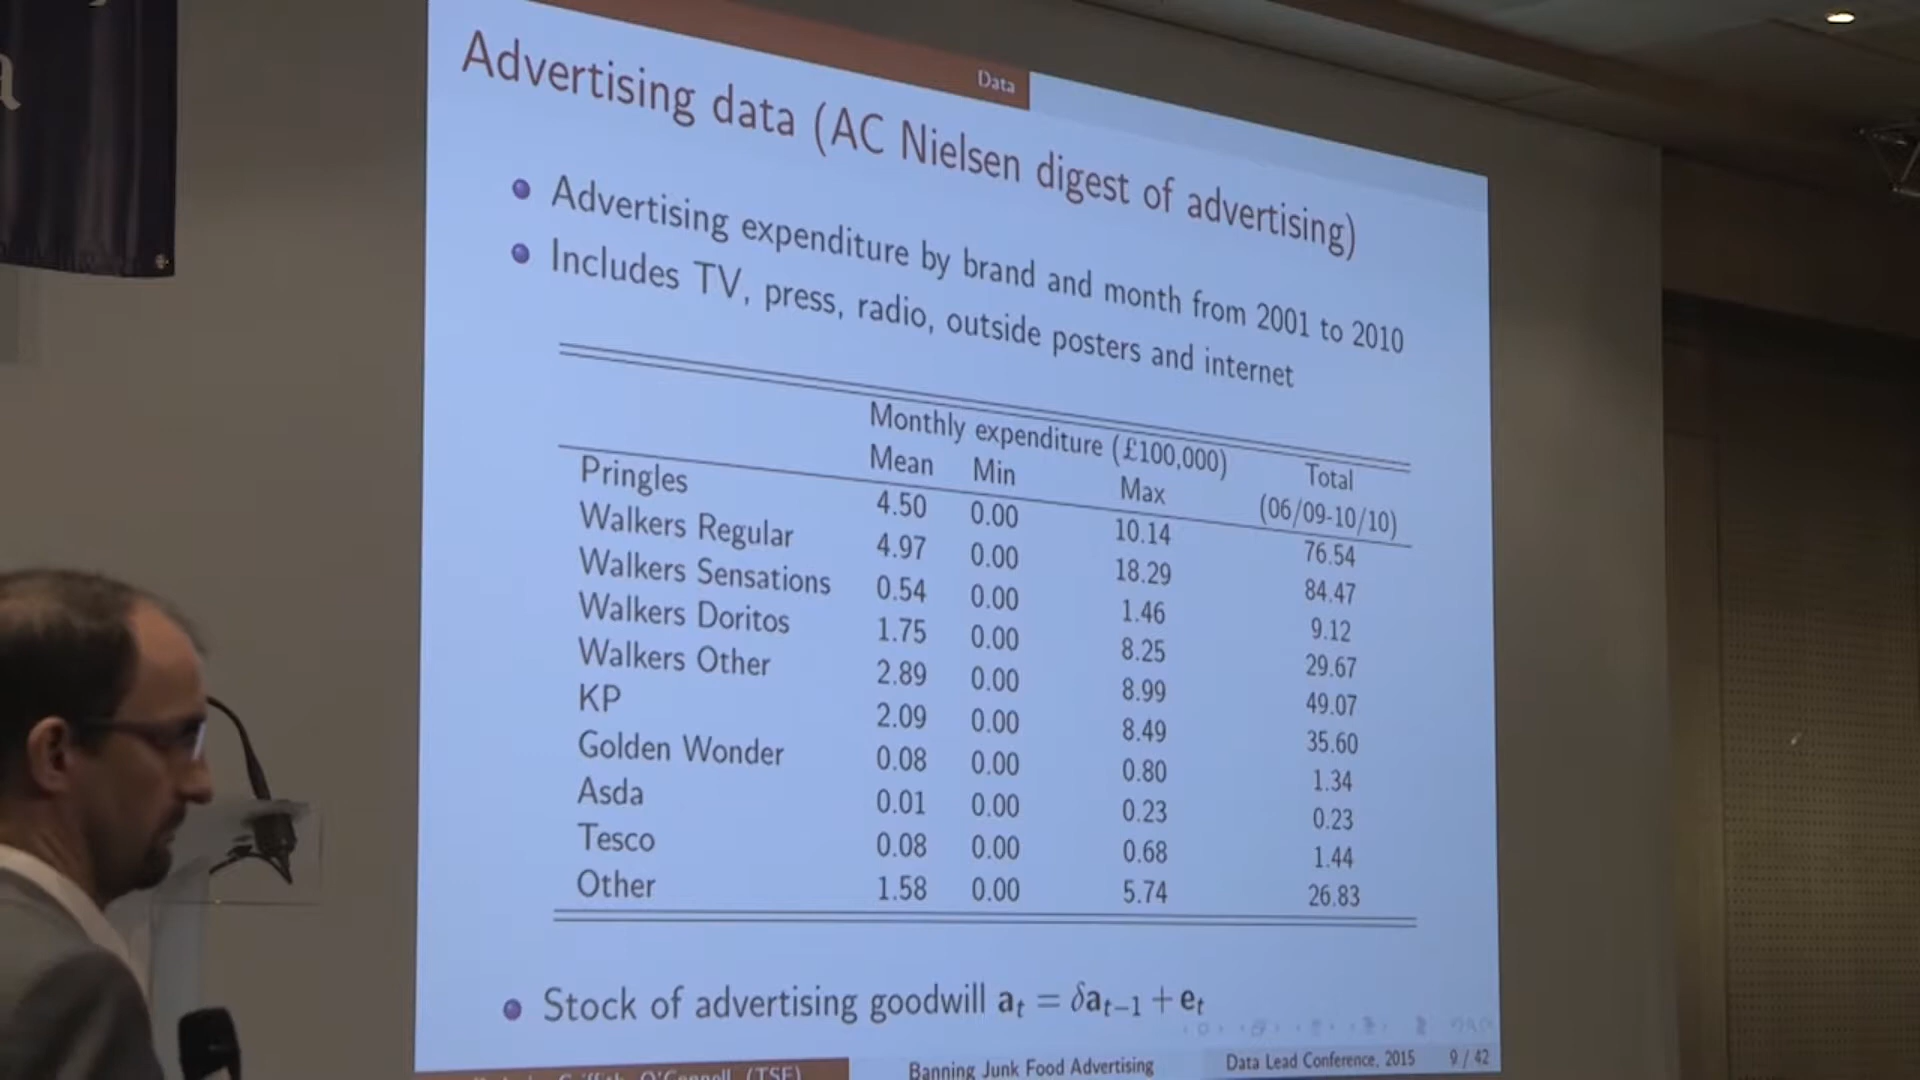 Data
Advertising data (AC Nielsen digest of advertising)
Advertising expenditure by brand and month from 2001 to 2010
Includes TV, press, radio, outside posters and internet
Monthly expenditure (£100,000) Total
Mean Min Max (06/09-10/10)
Pringles 4.50 0.00 10.14 76.54
Walkers Regular 4.97 0.00 18.29 84.47
Walkers Sensations 0.54 0.00 1.46 9.12
Walkers Doritos 1.75 0.00 8.25 29.67
Walkers Other 2.89 0.00 8.99 49.07
KP 2.09 0.00 8.49 35.60
Golden Wonder 0.08 0.00 0.80 1.34
Asda 0.01 0.00 0.23 0.23
Tesco 0.08 0.00 0.68 1.44
Other 1.58 0.00 5.74 26.83
Stock of advertising goodwill aₜ = δaₜ₋₁ + eₜ
Griffith, O'Connell (TSE) Banning Junk Food Advertising Data Lead Conference, 2015 9 / 42